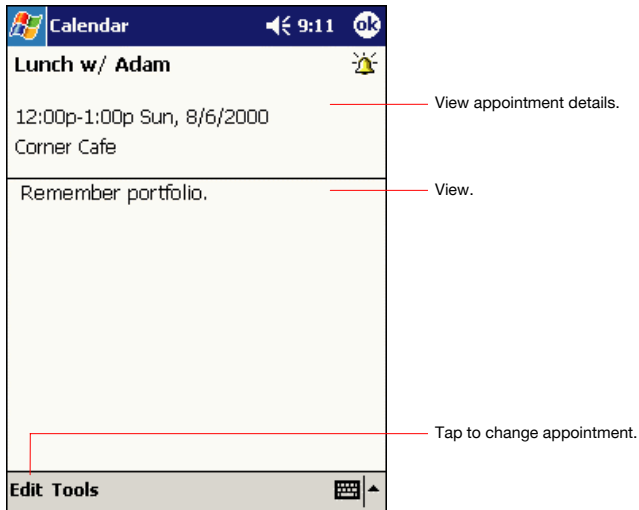 Calendar 9:11 ok
Lunch w/ Adam
View appointment details.
12:00p-1:00p Sun, 8/6/2000
Corner Cafe
Remember portfolio.
View.
Tap to change appointment.
Edit Tools